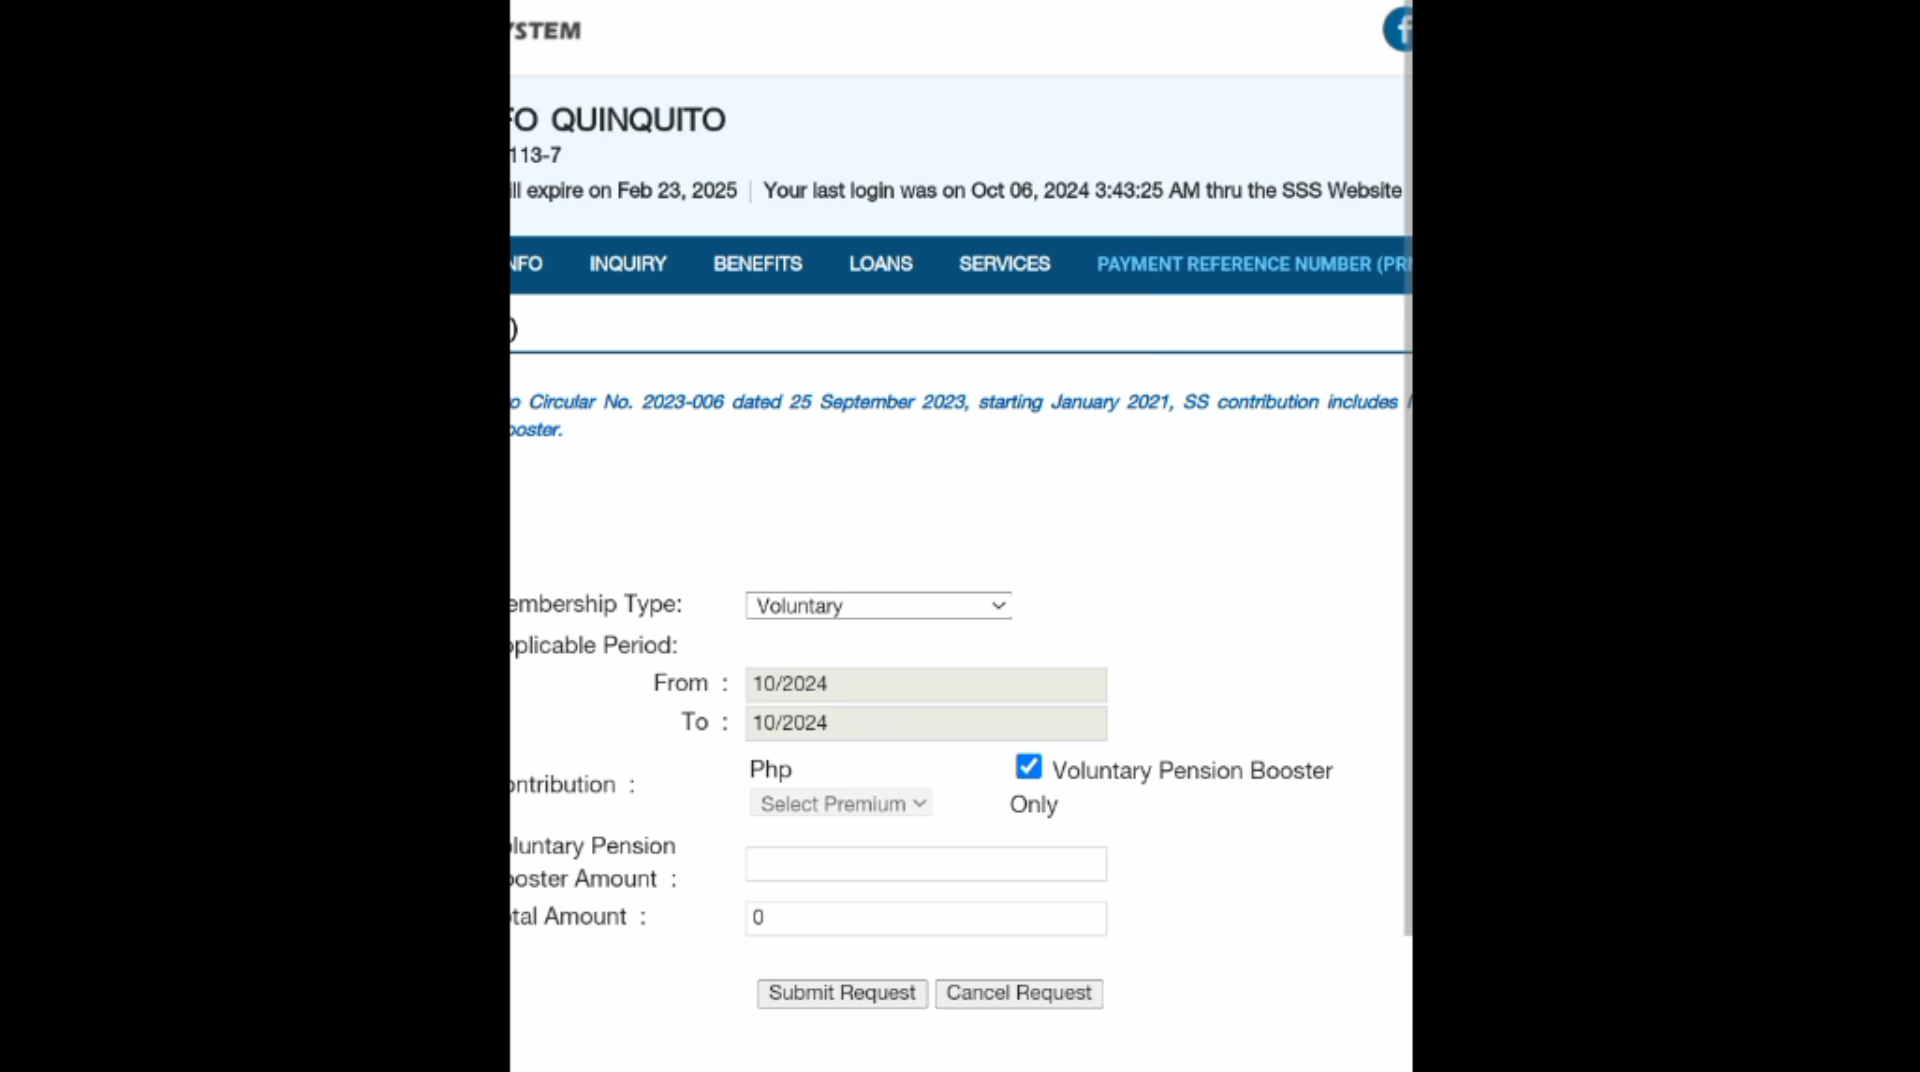 YSTEM
FO QUINQUITO
113-7
ill expire on Feb 23, 2025 Your last login was on Oct 06, 2024 3:43:25 AM thru the SSS Website
NFO INQUIRY BENEFITS LOANS SERVICES PAYMENT REFERENCE NUMBER (PR
)
o Circular No. 2023-006 dated 25 September 2023, starting January 2021, SS contribution includes
ooster.
embership Type: Voluntary
pplicable Period:
From : 10/2024
To : 10/2024
Php
ontribution : Select Premium
Voluntary Pension Booster
Only
luntary Pension
ooster Amount :
tal Amount : 0
Submit Request Cancel Request